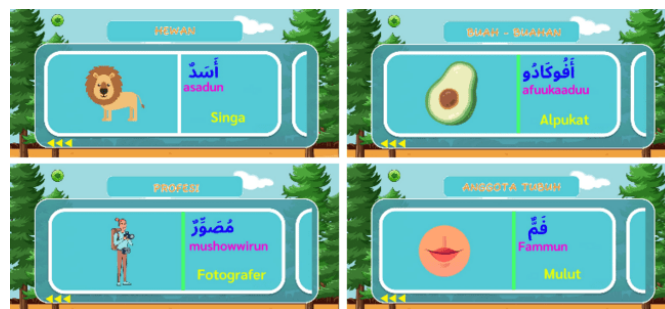 HEWAN
أَسَدٌ
asadun
Singa
BUAH - BUAHAN
أَفُوكَادُو
afuukaaduu
Alpukat
PROFESI
مُصَوِّرٌ
mushowwirun
Fotografer
ANGGOTA TUBUH
فَمٌّ
Fammun
Mulut